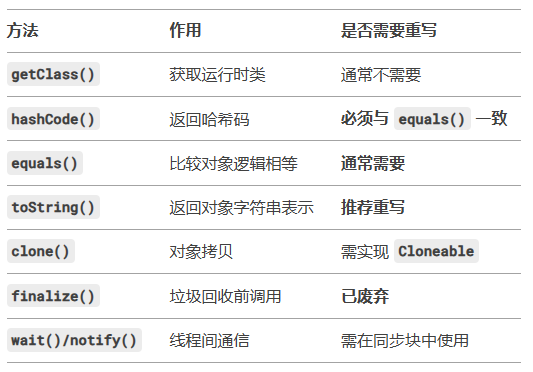 方法 作用 是否需要重写
getClass() 获取运行时类 通常不需要
hashCode() 返回哈希码 必须与 equals() 一致
equals() 比较对象逻辑相等 通常需要
toString() 返回对象字符串表示 推荐重写
clone() 对象拷贝 需实现 Cloneable
finalize() 垃圾回收前调用 已废弃
wait()/notify() 线程间通信 需在同步块中使用